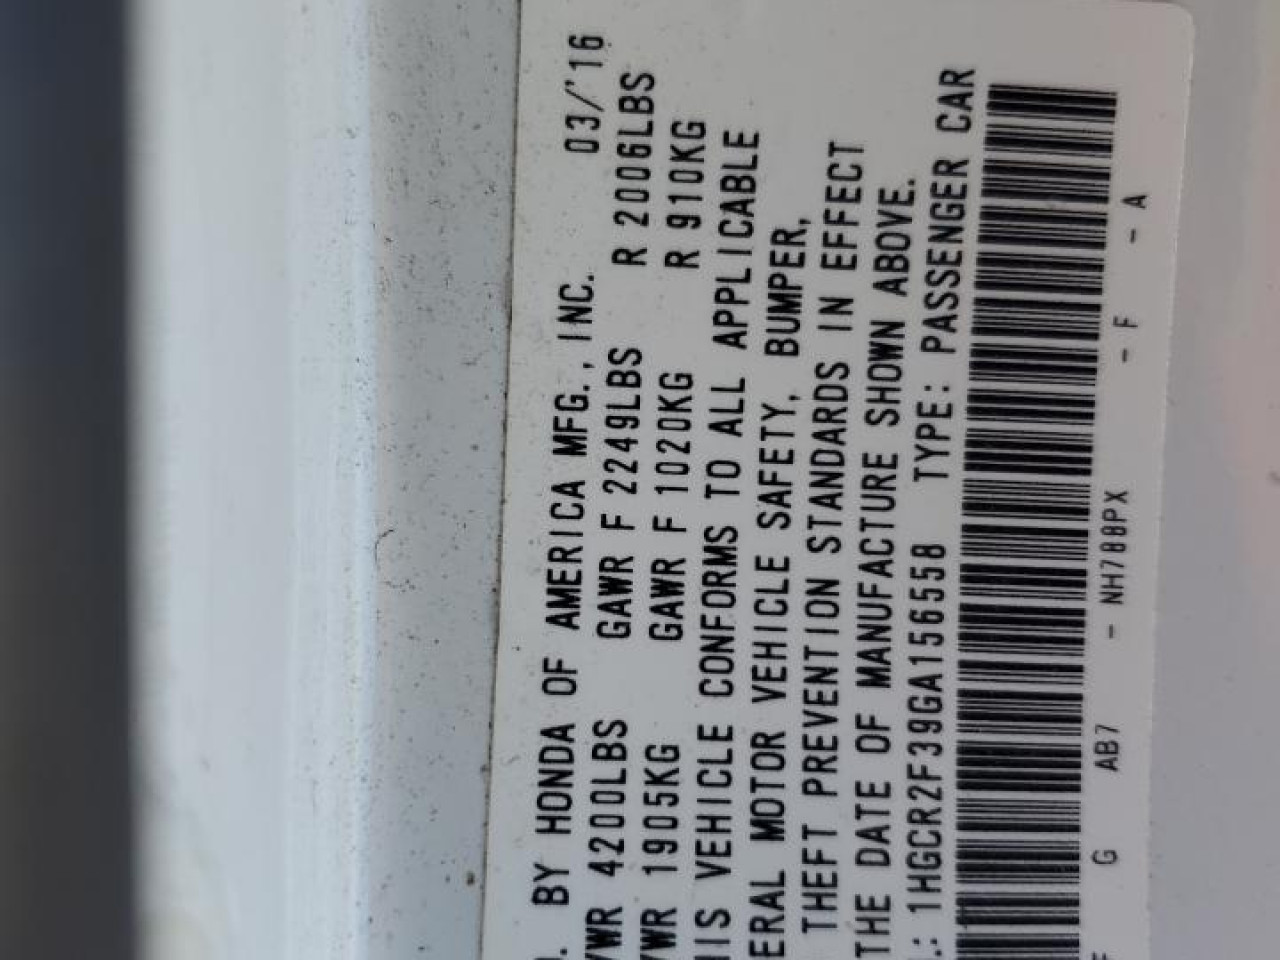 D. BY HONDA OF AMERICA MFG., INC. 03/'16
VWR 4200LBS GAWR F 2249LBS R 2006LBS
VWR 1905KG GAWR F 1020KG R 910KG
HIS VEHICLE CONFORMS TO ALL APPLICABLE
ERAL MOTOR VEHICLE SAFETY, BUMPER,
THEFT PREVENTION STANDARDS IN EFFECT
THE DATE OF MANUFACTURE SHOWN ABOVE.
.: 1HGCR2F39GA156558 TYPE: PASSENGER CAR
F G AB7 - NH788PX - F - A